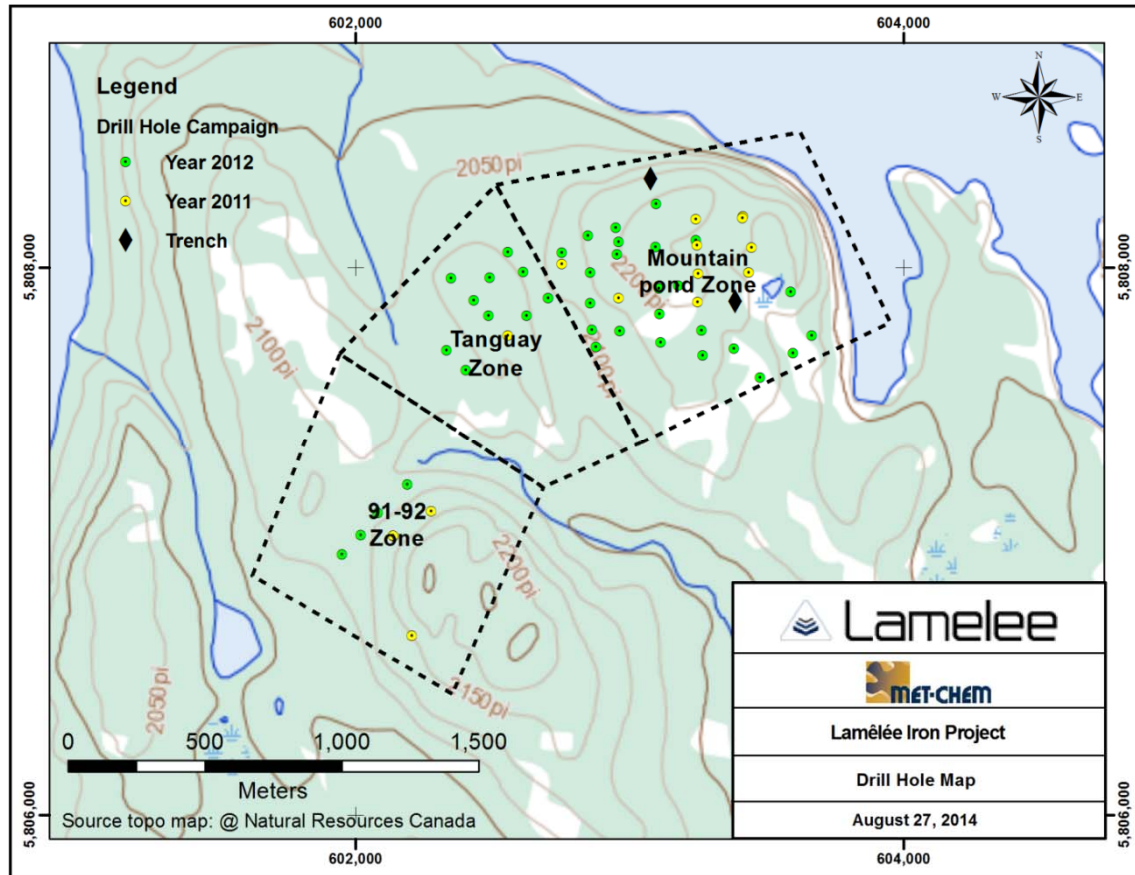 602,000
604,000
Legend
Drill Hole Campaign
Year 2012
Year 2011
Trench
N
W
E
S
2050pi
5,808,000
5,808,000
Mountain
pond Zone
2200pi
2100pi
Tanguay
Zone
2100pi
91-92
Zone
2200pi
2150pi
2050pi
0
500
1,000
1,500
Meters
Source topo map: @ Natural Resources Canada
Lamelee
MET-CHEM
Lamêlée Iron Project
Drill Hole Map
August 27, 2014
5,806,000
5,806,000
602,000
604,000